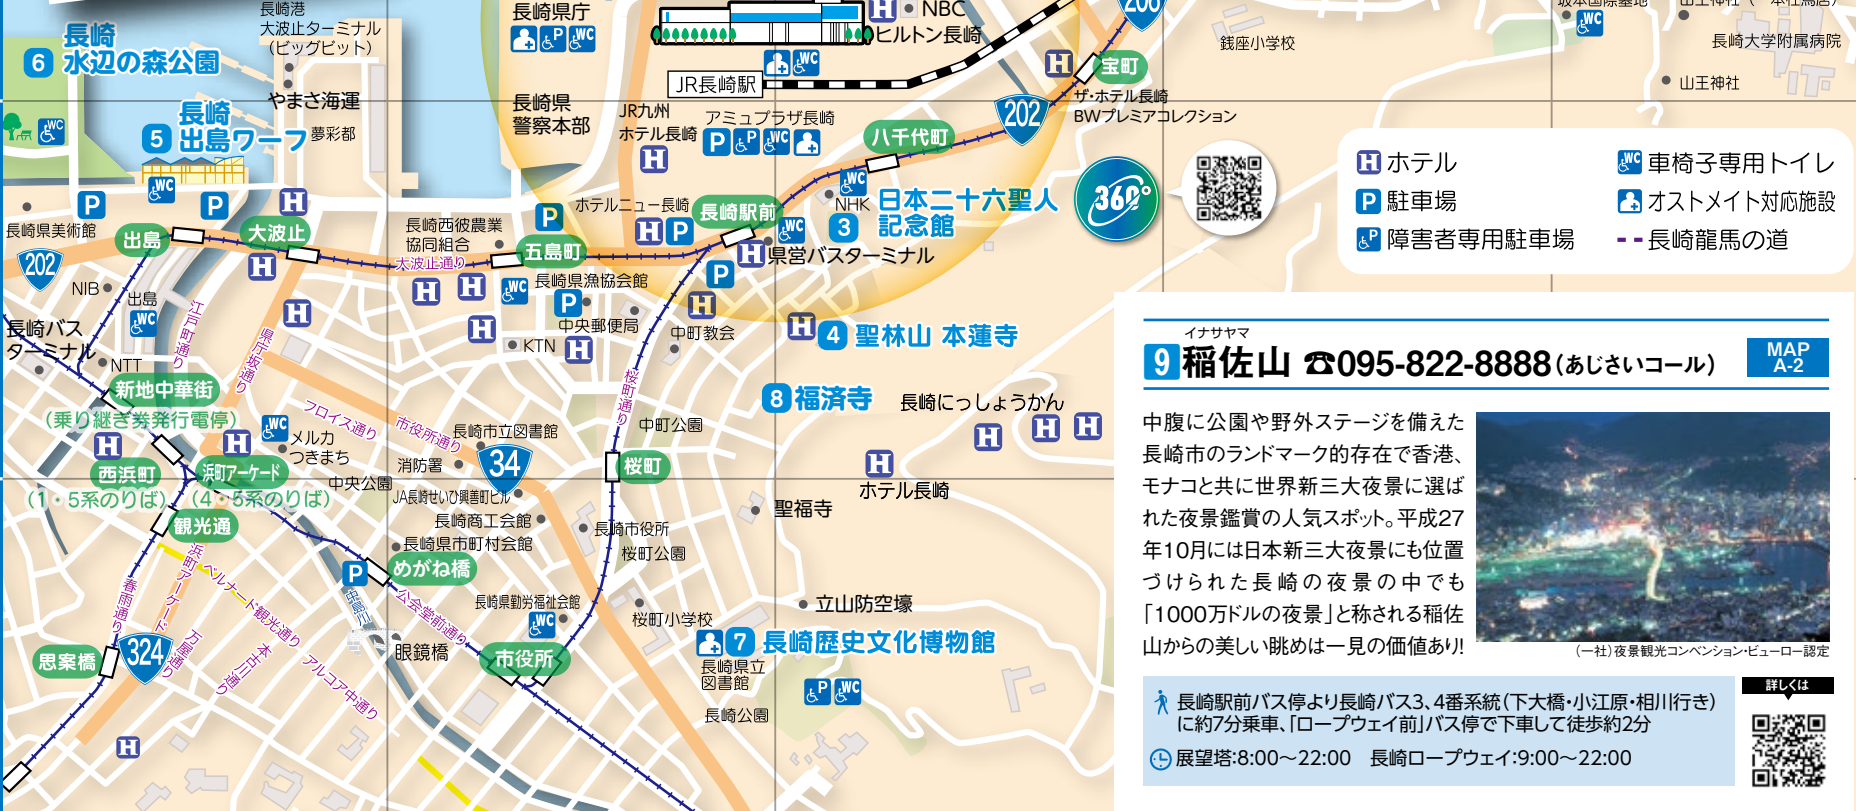 長崎港
大波止ターミナル
（ビッグビット）
6 長崎
水辺の森公園
やまさ海運
夢彩都
5 長崎
出島ワーフ
WC
長崎県庁
P WC
長崎県
警察本部
NBC
ヒルトン長崎
WC
JR長崎駅
JR九州
ホテル長崎
H
アミュプラザ長崎
P P WC
206
H
宝町
ザ・ホテル長崎
BWプレミアコレクション
銭座小学校
WC
長崎大学附属病院
山王神社
202
八千代町
360°
H ホテル
P 駐車場
P 障害者専用駐車場
WC 車椅子専用トイレ
オストメイト対応施設
長崎龍馬の道
P WC P H
長崎県美術館
出島
大波止
H
202
NIB
出島
WC
長崎西彼農業
協同組合
大波止通り
P
五島町
ホテルニュー長崎
H P
長崎駅前
WC
NHK
WC
3 日本二十六聖人
記念館
H 県営バスターミナル
P
H
H H WC
長崎県漁協会館
P
中央郵便局
H
KTN H
中町教会
H 4 聖林山 本蓮寺
江戸町通り
県庁坂通り
H
長崎バス
ターミナル
NTT
新地中華街
（乗り継ぎ券発行電停）
H
西浜町
（1・5系のりば）
H
WC
メルカ
つきまち
浜町アーケード
（4・5系のりば）
観光通
フロイス通り
市役所通り
長崎市立図書館
消防署
34
中央公園
JA長崎せいひ興善町ビル
長崎商工会館
長崎県市町村会館
桜町通り
中町公園
桜町
長崎市役所
桜町公園
8 福済寺
長崎にっしょうかん
H H H
H
ホテル長崎
聖福寺
めがね橋
P
中島川
浜町アーケード
ベルナード観光通り
春雨通り
公会堂前通り
長崎県勤労福祉会館
WC
桜町小学校
立山防空壕
7 長崎歴史文化博物館
長崎県立
図書館
P WC
長崎公園
眼鏡橋
市役所
思案橋
324
万屋通り
本古川通り
アルコア中通り
H
イナサヤマ
9 稲佐山 ☎095-822-8888（あじさいコール）
MAP
A-2
中腹に公園や野外ステージを備えた
長崎市のランドマーク的存在で香港、
モナコと共に世界新三大夜景に選ば
れた夜景鑑賞の人気スポット。平成27
年10月には日本新三大夜景にも位置
づけられた長崎の夜景の中でも
「1000万ドルの夜景」と称される稲佐
山からの美しい眺めは一見の価値あり!
（一社）夜景観光コンベンション・ビューロー認定
長崎駅前バス停より長崎バス3、4番系統（下大橋・小江原・相川行き）
に約7分乗車、「ロープウェイ前」バス停で下車して徒歩約2分
展望塔:8:00～22:00　長崎ロープウェイ:9:00～22:00
詳しくは